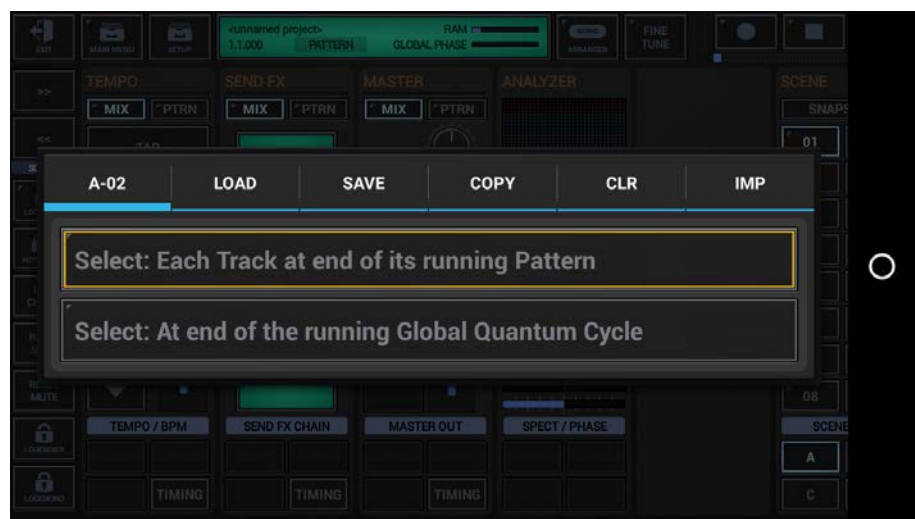 EXIT
MAIN MENU
SETUP
<unnamed project>
RAM
1.1.000
PATTERN
GLOBAL PHASE
SONG
ARRANGER
FINE
TUNE
>>
TEMPO
SEND FX
MASTER
ANALYZER
SCENE
MIX
PTRN
MIX
PTRN
MIX
PTRN
SNAPS
<<
TAP
01
A-02
LOAD
SAVE
COPY
CLR
IMP
Select: Each Track at end of its running Pattern
Select: At end of the running Global Quantum Cycle
MUTE
08
TEMPO / BPM
SEND FX CHAIN
MASTER OUT
SPECT / PHASE
SCENE
A
TIMING
TIMING
TIMING
C